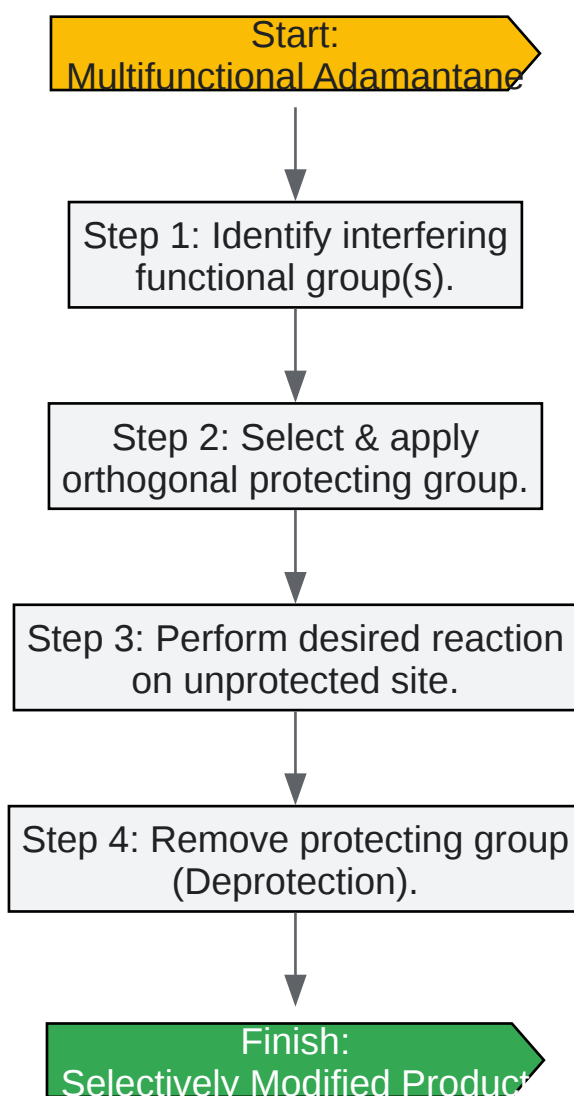 Start:
Multifunctional Adamantane
Step 1: Identify interfering
functional group(s).
Step 2: Select & apply
orthogonal protecting group.
Step 3: Perform desired reaction
on unprotected site.
Step 4: Remove protecting group
(Deprotection).
Finish:
Selectively Modified Product